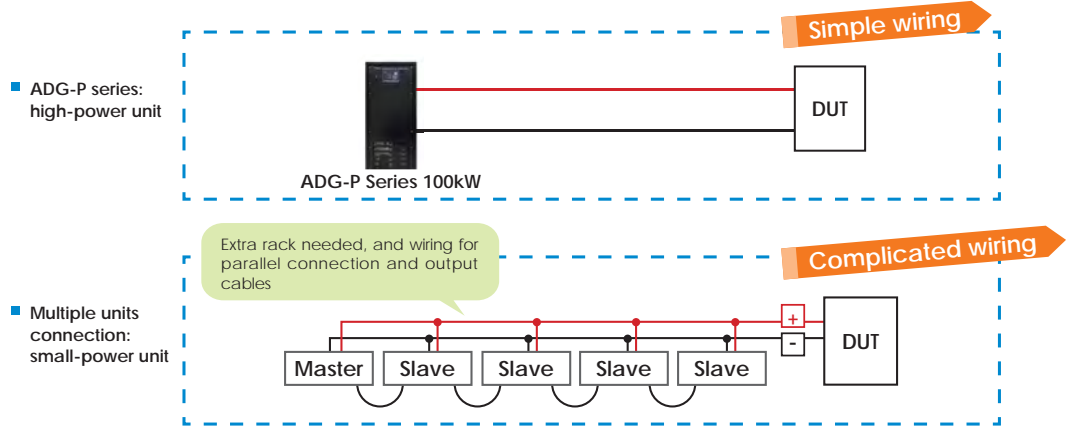 Simple wiring
ADG-P series:
high-power unit
DUT
ADG-P Series 100kW
Complicated wiring
Extra rack needed, and wiring for
parallel connection and output
cables
Multiple units
connection:
small-power unit
+
-
DUT
Master
Slave
Slave
Slave
Slave